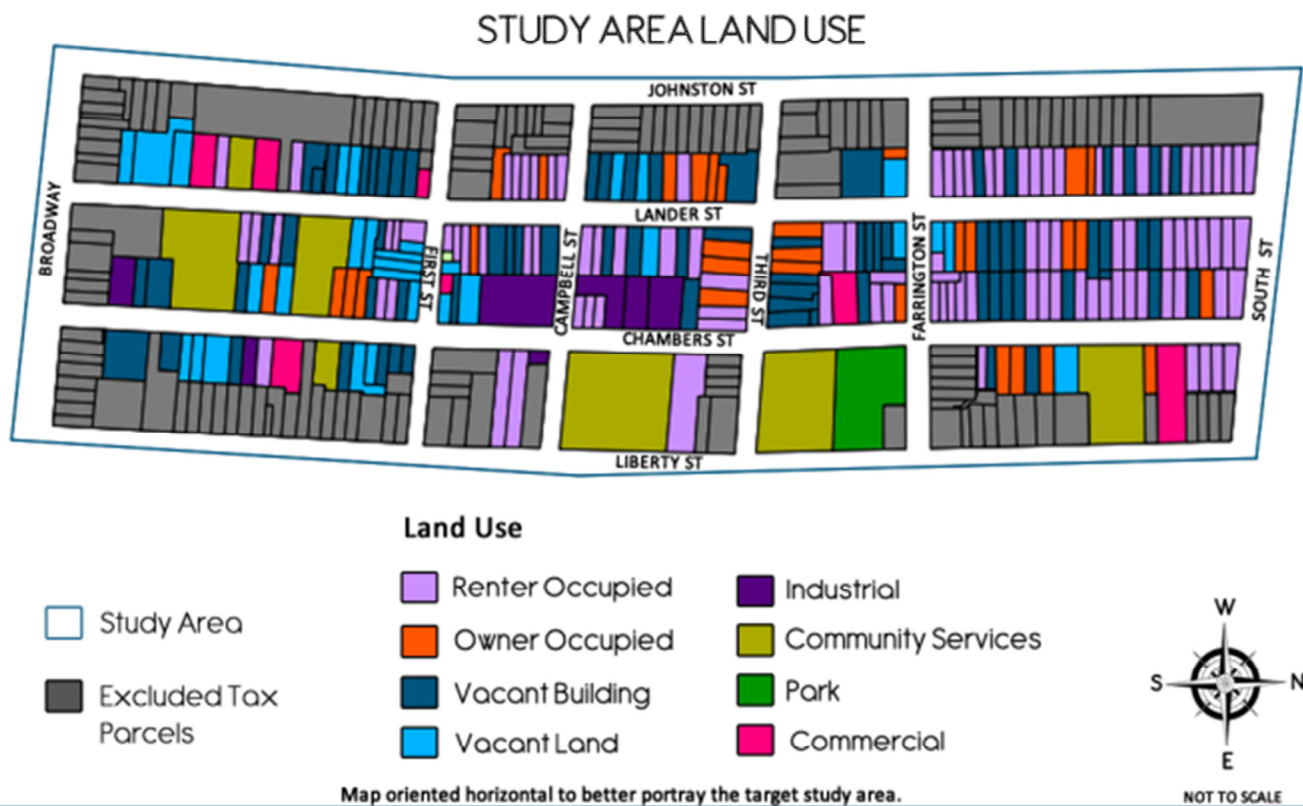 STUDY AREA LAND USE
JOHNSTON ST
BROADWAY
LANDER ST
FIRST ST
CAMPBELL ST
THIRD ST
FARRINGTON ST
SOUTH ST
CHAMBERS ST
LIBERTY ST
Land Use
Study Area
Excluded Tax
Parcels
Renter Occupied
Owner Occupied
Vacant Building
Vacant Land
Industrial
Community Services
Park
Commercial
W
S
N
E
Map oriented horizontal to better portray the target study area.
NOT TO SCALE